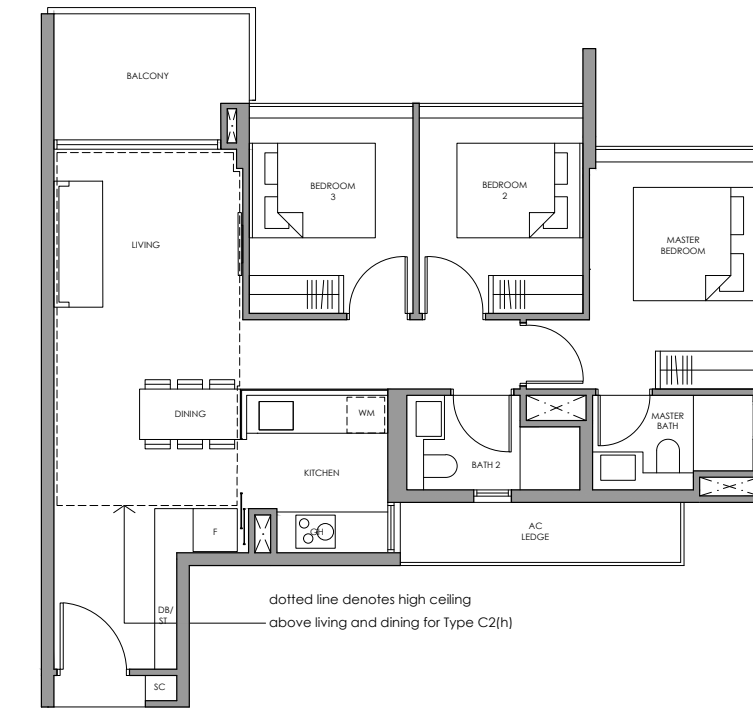 BALCONY
BEDROOM
3
BEDROOM
2
LIVING
MASTER
BEDROOM
DINING
WM
MASTER
BATH
KITCHEN
BATH 2
F
GH
AC
LEDGE
dotted line denotes high ceiling
DB/
ST
above living and dining for Type C2(h)
SC